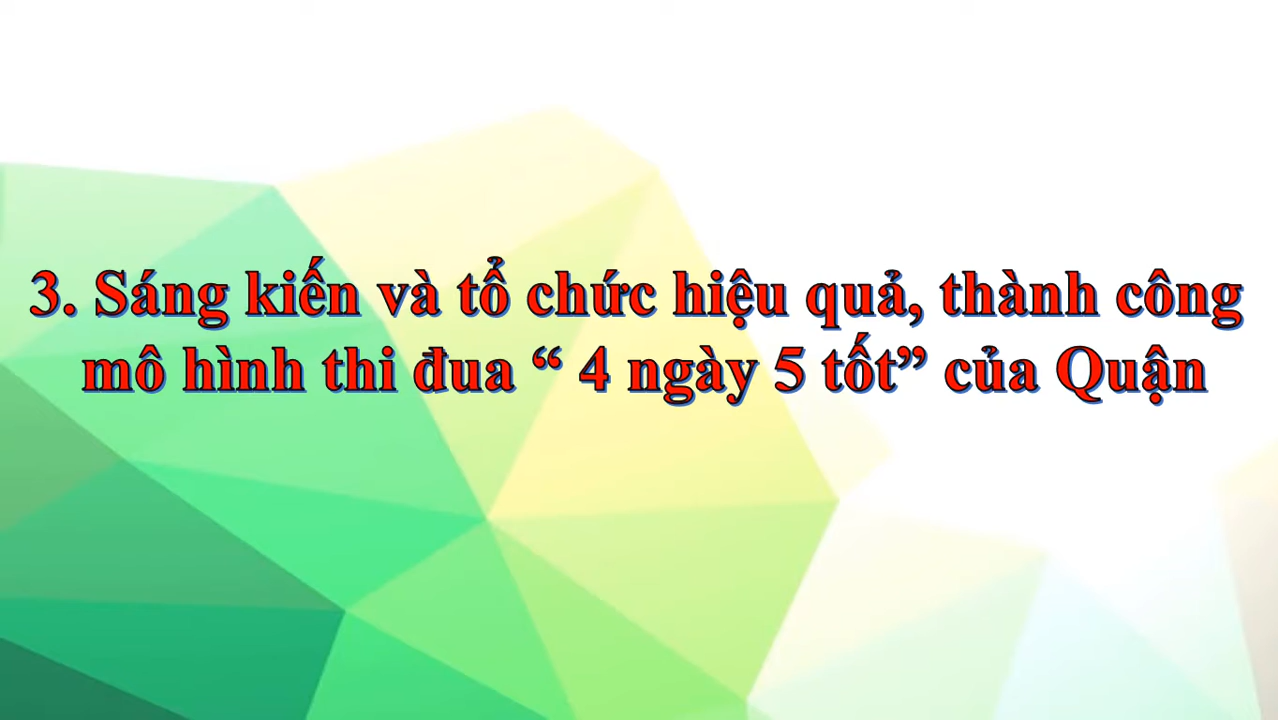 3. Sáng kiến và tổ chức hiệu quả, thành công
mô hình thi đua “ 4 ngày 5 tốt” của Quận